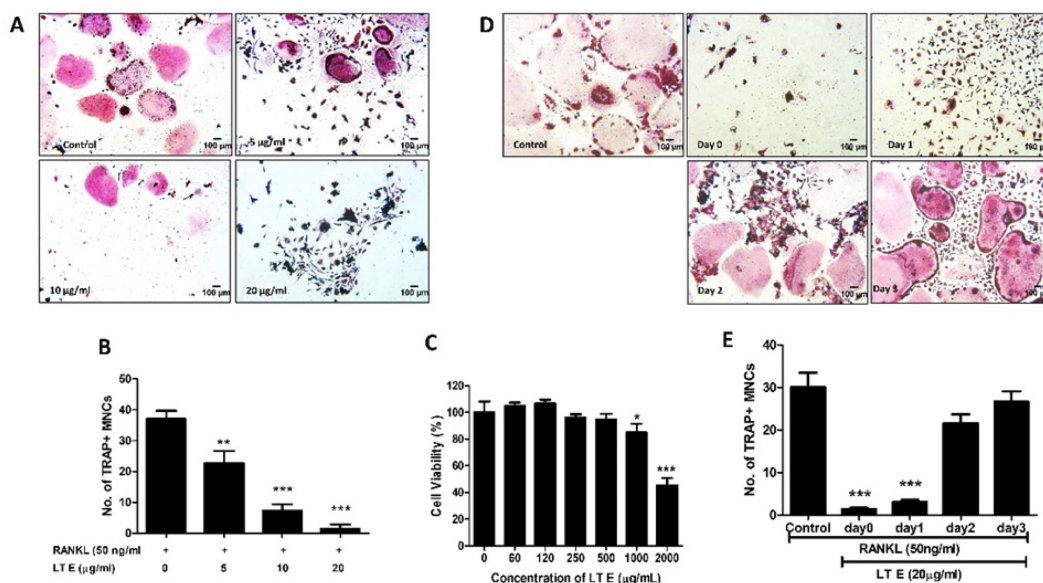 A
Control
100 µm
5 µg/ml
100 µm
10 µg/ml
100 µm
20 µg/ml
100 µm
D
Control
100 µm
Day 0
100 µm
Day 1
100 µm
Day 2
100 µm
Day 3
100 µm
B
No. of TRAP+ MNCs
50
40
30
20
10
0
**
***
***
RANKL (50 ng/ml + + + +
LT E (µg/ml) 0 5 10 20
C
Cell Viability (%)
120
100
80
60
40
20
0
*
***
0 60 120 250 500 1000 2000
Concentration of LT E (µg/mL)
E
No. of TRAP+ MNCs
40
30
20
10
0
***
***
Control day0 day1 day2 day3
RANKL (50ng/ml)
LT E (20µg/ml)